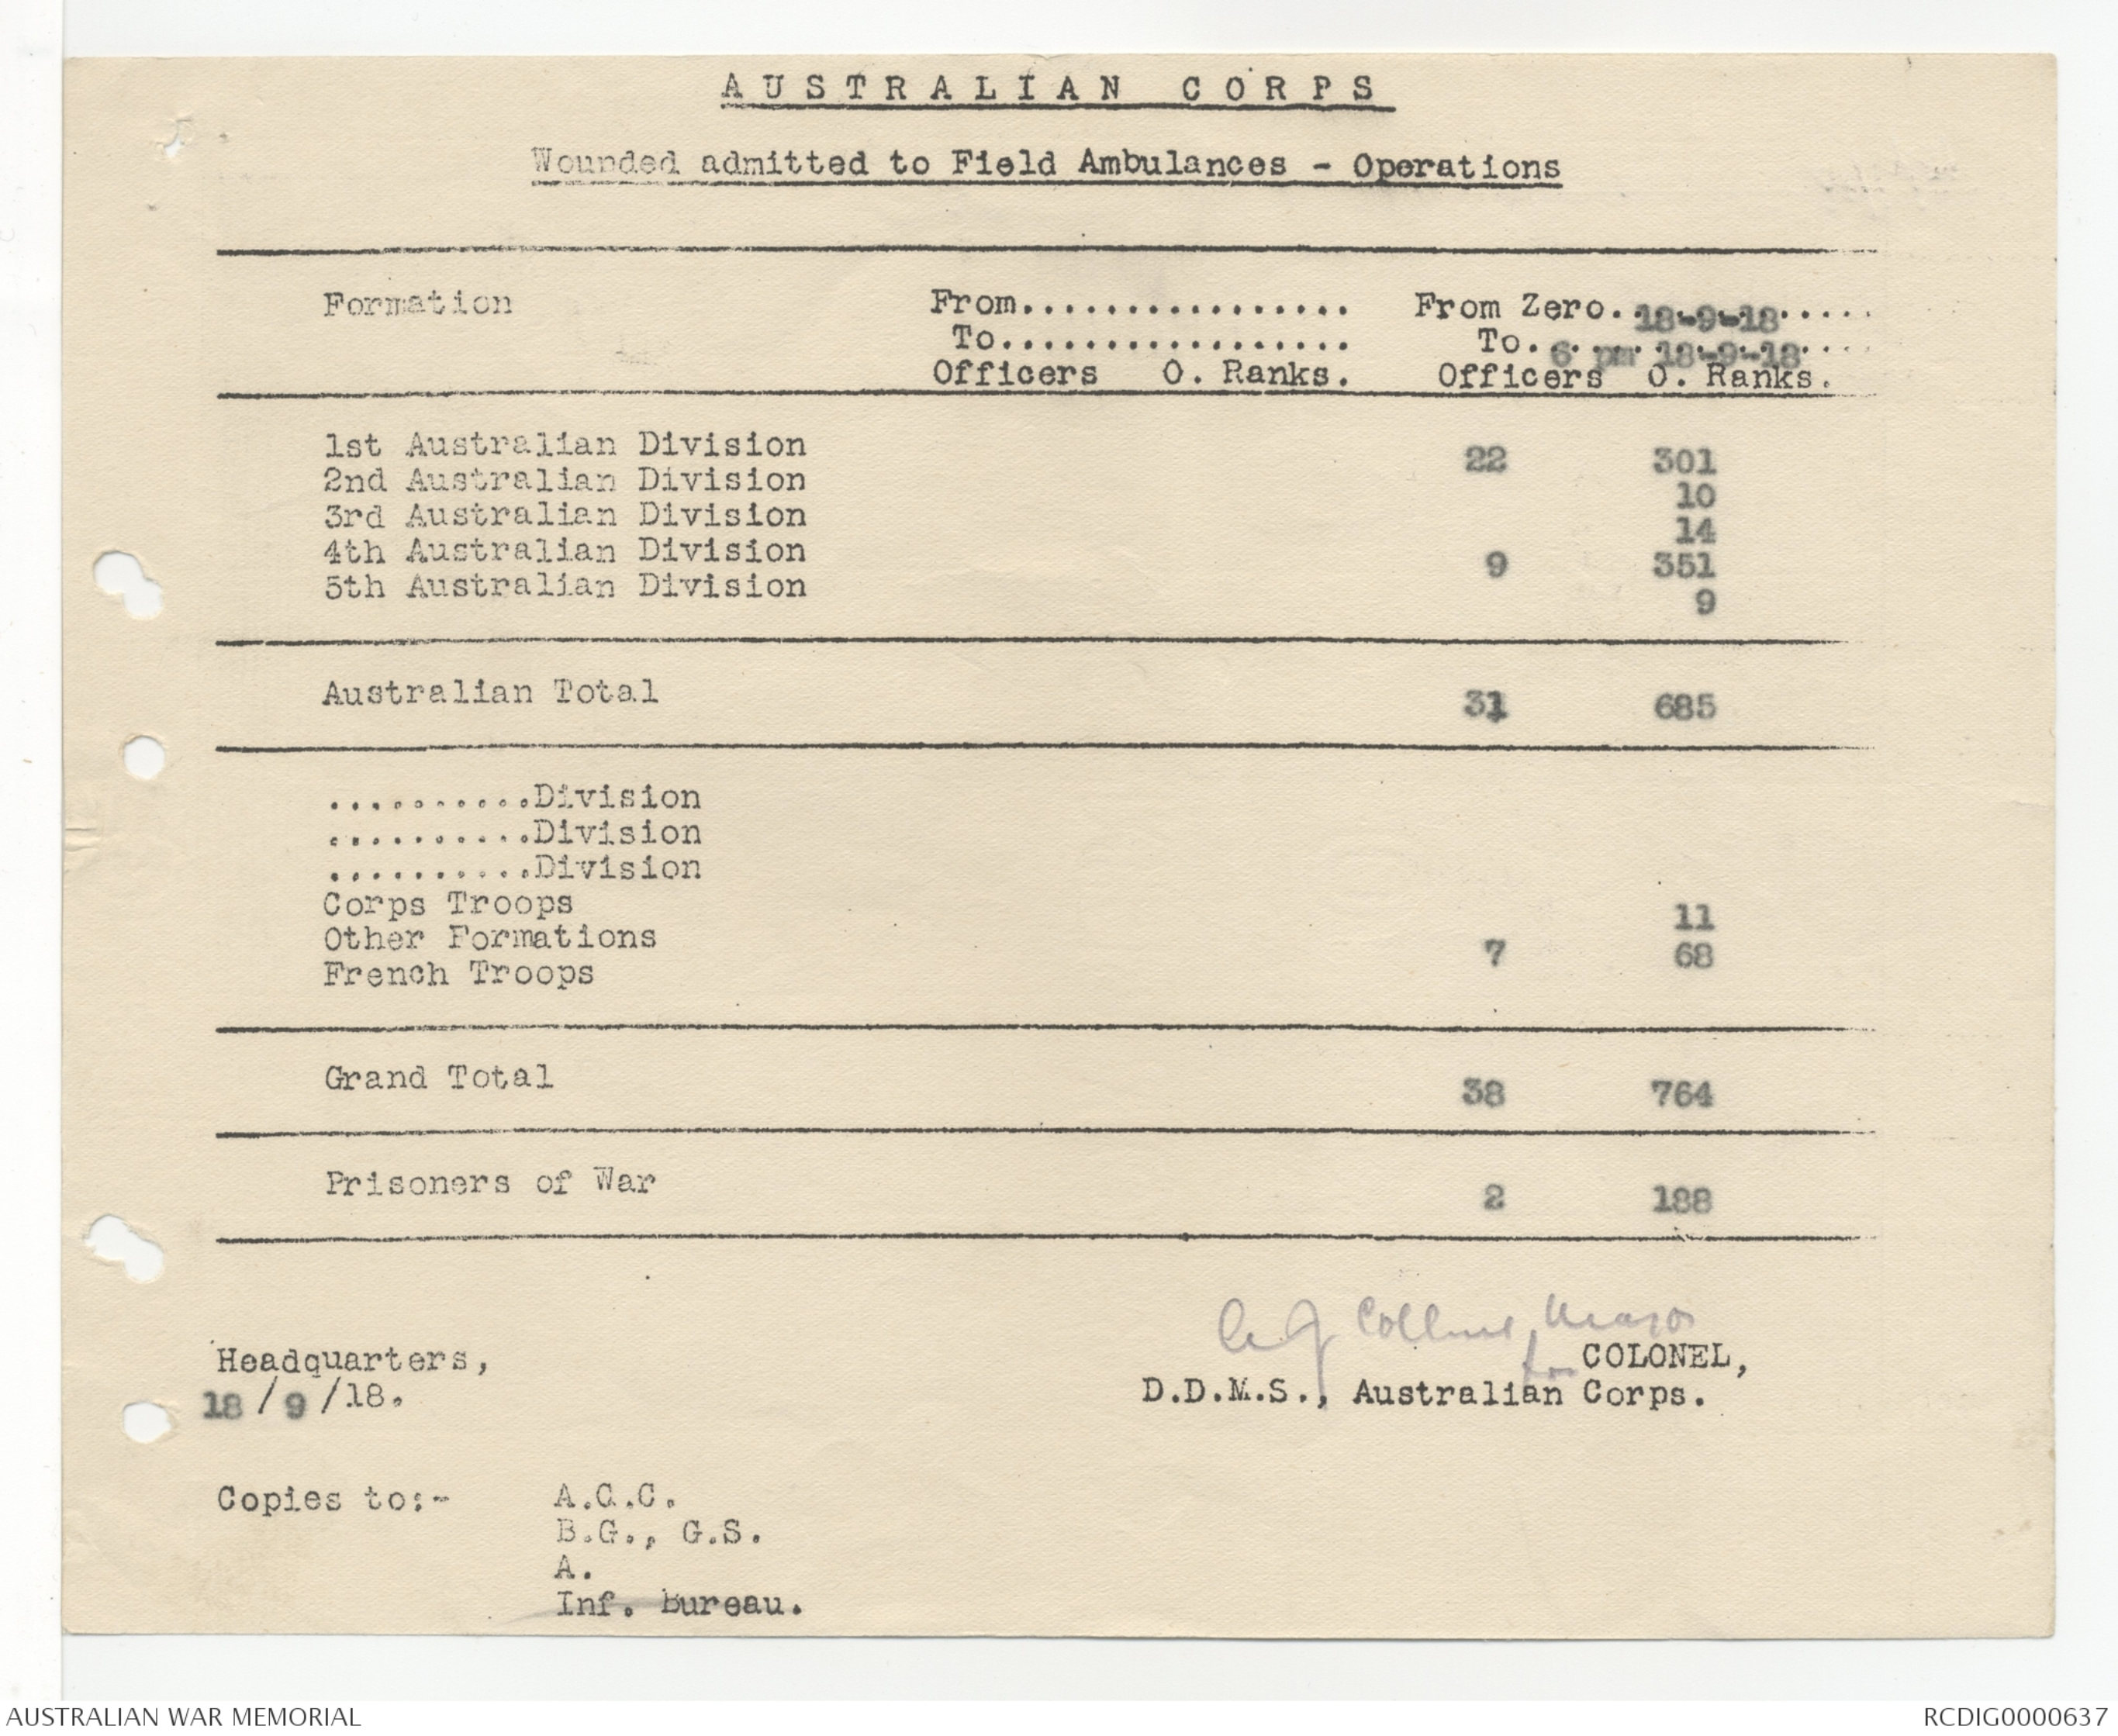 AUSTRALIAN CORPS
Wounded admitted to Field Ambulances - Operations
Formation From................ From Zero. 18-9-18.....
To.................. To. 6 pm 18-9-18...
Officers O. Ranks. Officers O. Ranks.
1st Australian Division 22 301
2nd Australian Division 10
3rd Australian Division 14
4th Australian Division 9 351
5th Australian Division 9
Australian Total 31 685
..........Division
..........Division
..........Division
Corps Troops 11
Other Formations 7 68
French Troops
Grand Total 38 764
Prisoners of War 2 188
Collins Major
Headquarters, for COLONEL,
18/9/18. D.D.M.S., Australian Corps.
Copies to:- A.C.C.
B.G., G.S.
A.
Inf. Bureau.
AUSTRALIAN WAR MEMORIAL RCDIG0000637